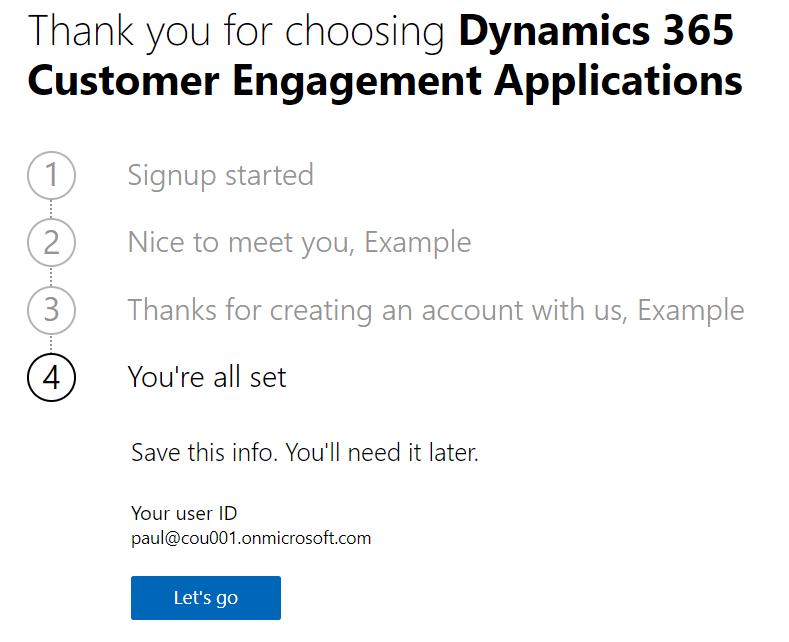 Thank you for choosing Dynamics 365
Customer Engagement Applications
1 Signup started
2 Nice to meet you, Example
3 Thanks for creating an account with us, Example
4 You're all set
Save this info. You'll need it later.
Your user ID
paul@cou001.onmicrosoft.com
Let's go